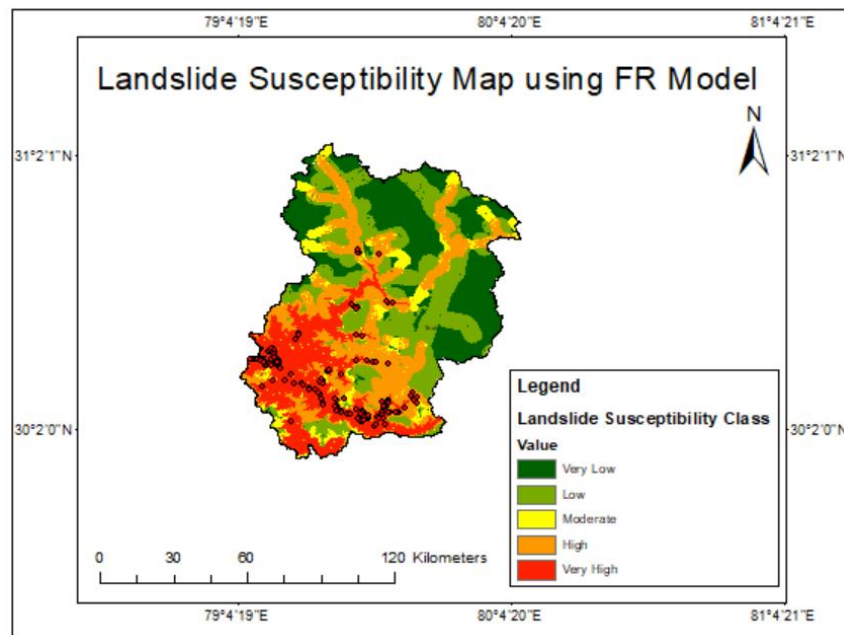 79°4'19"E 80°4'20"E 81°4'21"E
Landslide Susceptibility Map using FR Model
N
31°2'1"N 31°2'1"N
Legend
Landslide Susceptibility Class
Value
30°2'0"N 30°2'0"N
Very Low
Low
Moderate
High
Very High
0 30 60 120 Kilometers
79°4'19"E 80°4'20"E 81°4'21"E